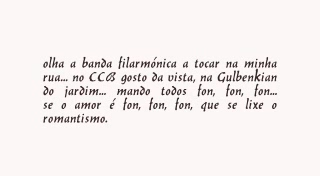 olha a banda filarmónica a tocar na minha
rua... no CCB gosto da vista, na Gulbenkian
do jardim... mando todos fon, fon, fon...
se o amor é fon, fon, fon, que se lixe o
romantismo.